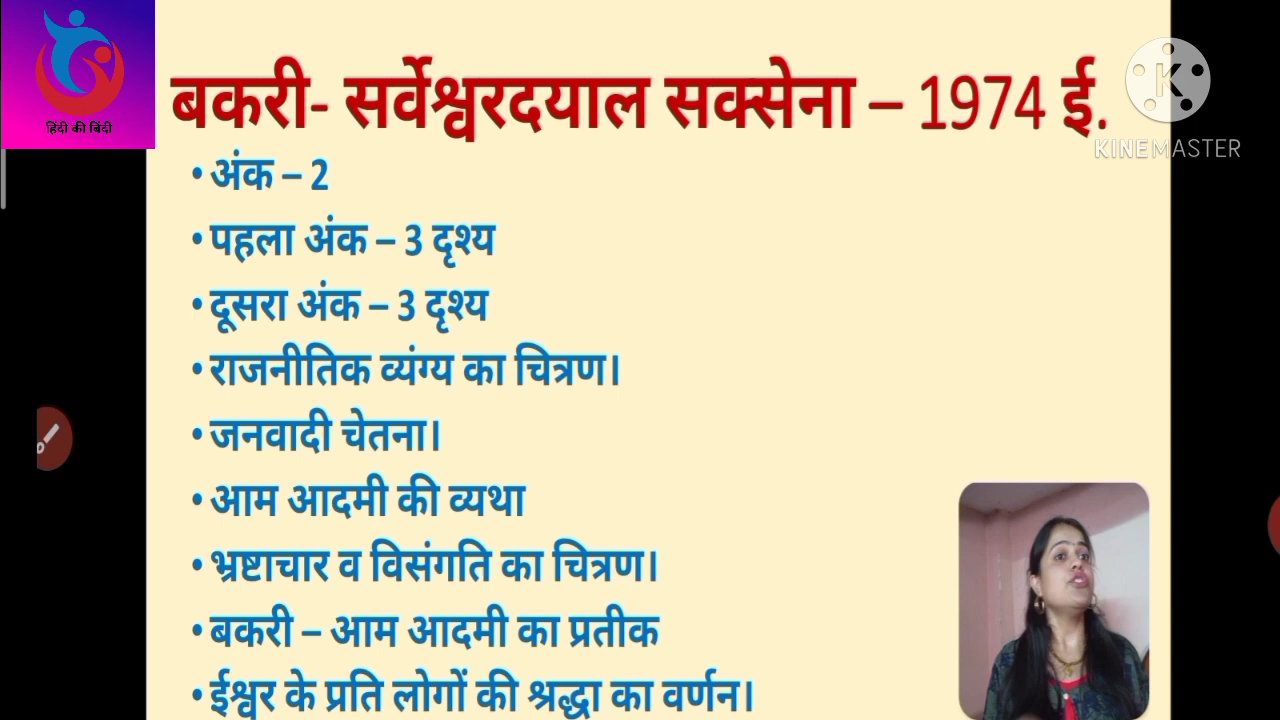 बकरी- सर्वेश्वरदयाल सक्सेना – 1974 ई.
KINEMASTER
हिंदी की बिंदी
• अंक – 2
• पहला अंक – 3 दृश्य
• दूसरा अंक – 3 दृश्य
• राजनीतिक व्यंग्य का चित्रण।
• जनवादी चेतना।
• आम आदमी की व्यथा
• भ्रष्टाचार व विसंगति का चित्रण।
• बकरी – आम आदमी का प्रतीक
• ईश्वर के प्रति लोगों की श्रद्धा का वर्णन।